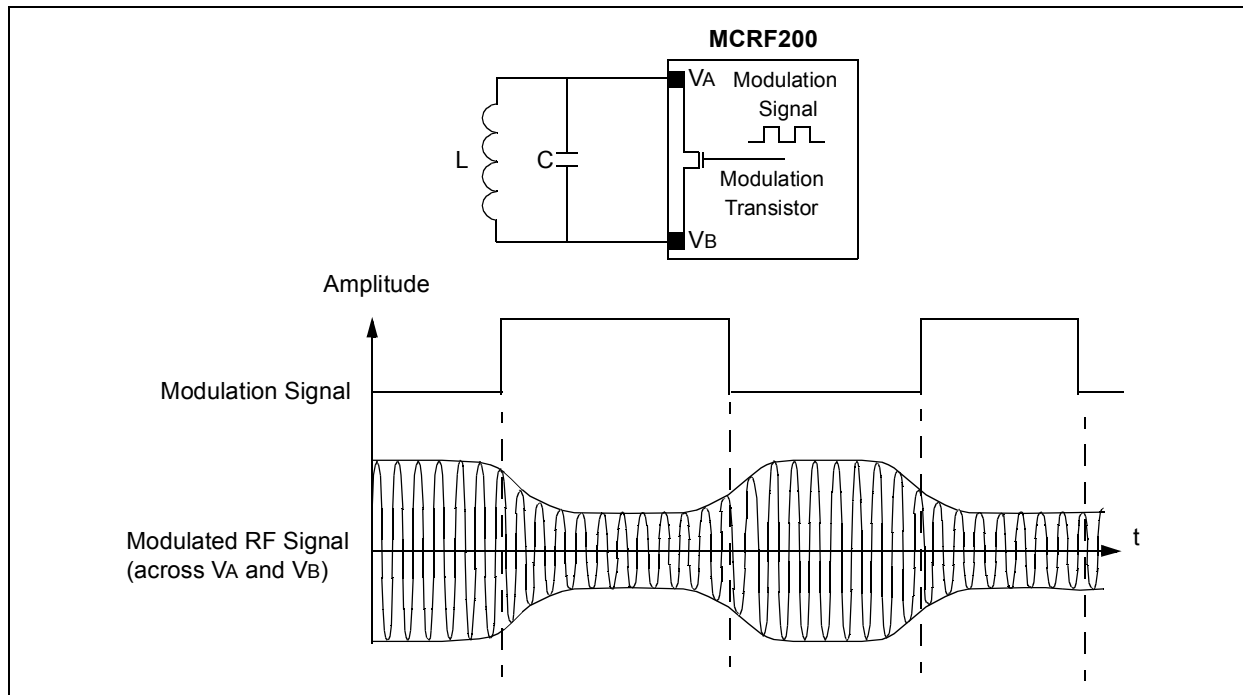 MCRF200
VA
Modulation
Signal
L
C
Modulation
Transistor
VB
Amplitude
Modulation Signal
Modulated RF Signal
(across VA and VB)
t